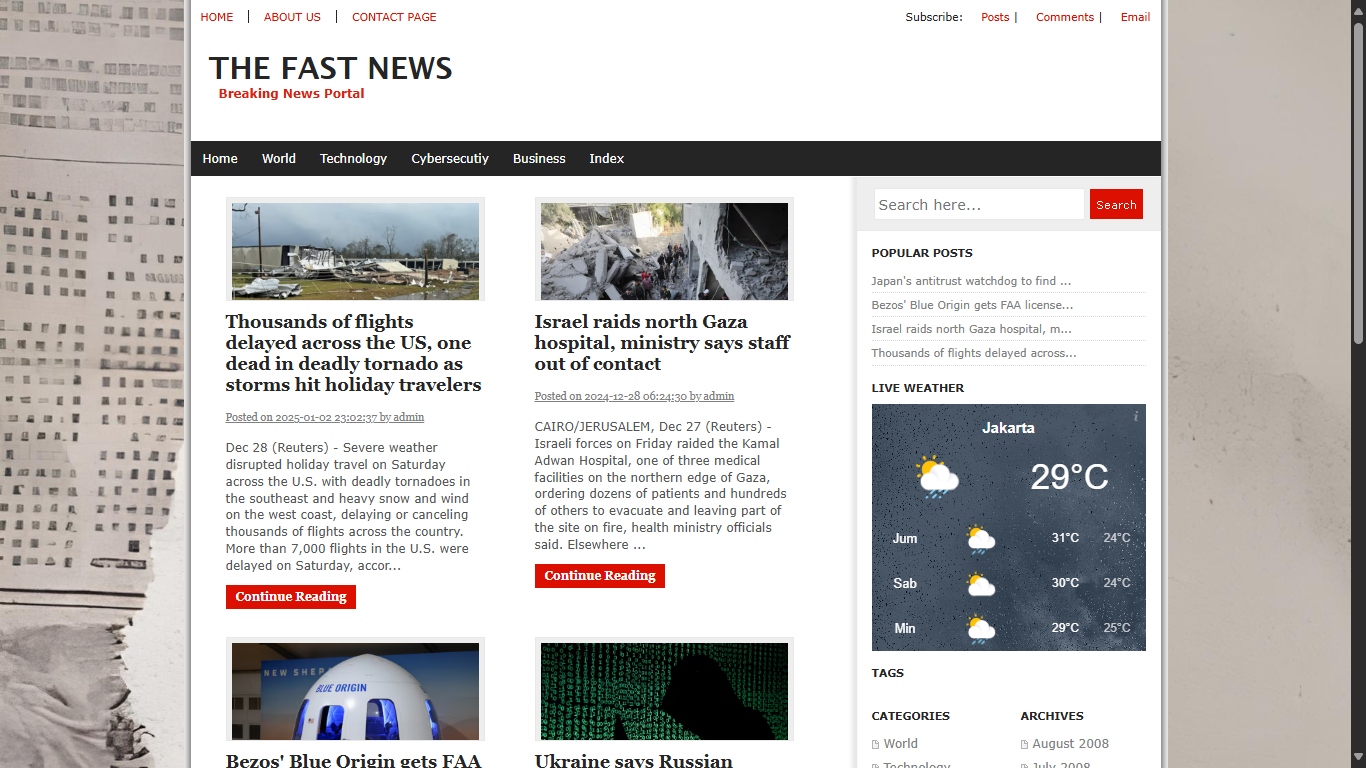 HOME | ABOUT US | CONTACT PAGE
Subscribe: Posts | Comments | Email
THE FAST NEWS
Breaking News Portal
Home World Technology Cybersecutiy Business Index
Thousands of flights
delayed across the US, one
dead in deadly tornado as
storms hit holiday travelers
Posted on 2025-01-02 23:02:37 by admin
Dec 28 (Reuters) - Severe weather
disrupted holiday travel on Saturday
across the U.S. with deadly tornadoes in
the southeast and heavy snow and wind
on the west coast, delaying or canceling
thousands of flights across the country.
More than 7,000 flights in the U.S. were
delayed on Saturday, accor...
Continue Reading
Israel raids north Gaza
hospital, ministry says staff
out of contact
Posted on 2024-12-28 06:24:30 by admin
CAIRO/JERUSALEM, Dec 27 (Reuters) -
Israeli forces on Friday raided the Kamal
Adwan Hospital, one of three medical
facilities on the northern edge of Gaza,
ordering dozens of patients and hundreds
of others to evacuate and leaving part of
the site on fire, health ministry officials
said. Elsewhere ...
Continue Reading
NEW SHEP
BLUE ORIGIN
Bezos' Blue Origin gets FAA
Ukraine says Russian
Search here...
Search
POPULAR POSTS
Japan's antitrust watchdog to find ...
Bezos' Blue Origin gets FAA license...
Israel raids north Gaza hospital, m...
Thousands of flights delayed across...
LIVE WEATHER
i
Jakarta
29°C
Jum 31°C 24°C
Sab 30°C 24°C
Min 29°C 25°C
TAGS
CATEGORIES
World
Technology
ARCHIVES
August 2008
July 2008